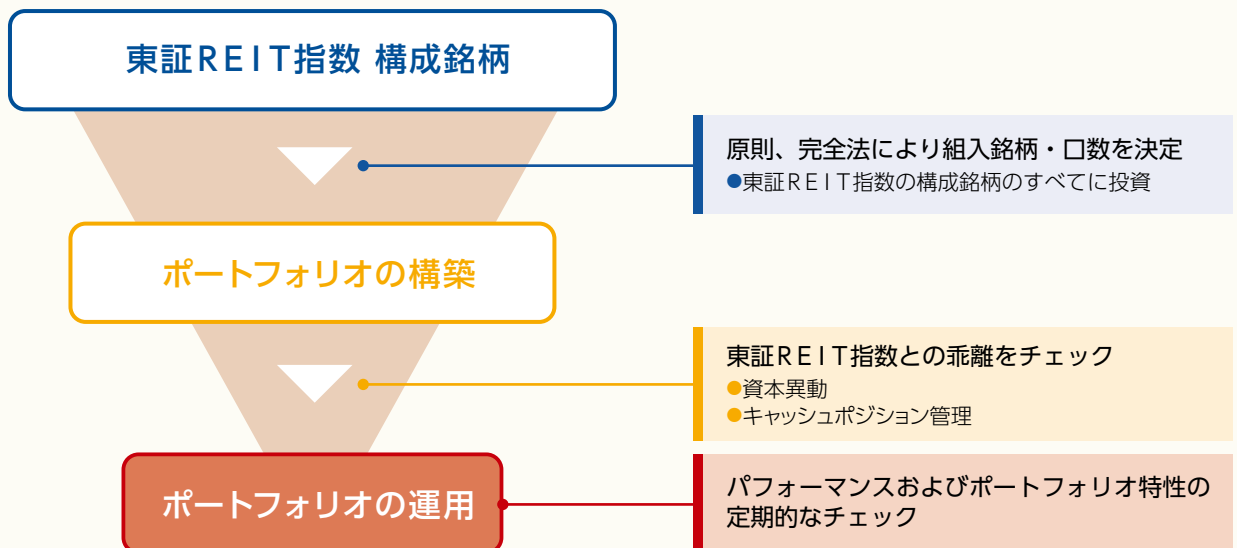 東証REIT指数 構成銘柄
原則、完全法により組入銘柄・口数を決定
●東証REIT指数の構成銘柄のすべてに投資
ポートフォリオの構築
東証REIT指数との乖離をチェック
●資本異動
●キャッシュポジション管理
ポートフォリオの運用
パフォーマンスおよびポートフォリオ特性の
定期的なチェック